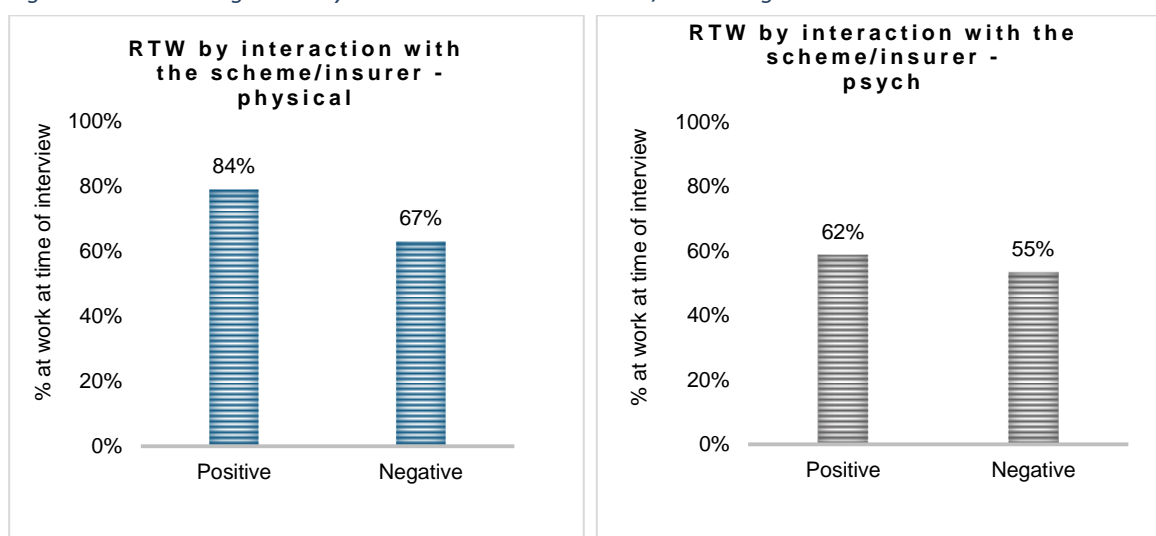 RTW by interaction with
the scheme/insurer -
physical
% at work at time of interview
100%
80%
60%
40%
20%
0%
84%
67%
Positive
Negative
RTW by interaction with the
scheme/insurer -
psych
% at work at time of interview
100%
80%
60%
40%
20%
0%
62%
55%
Positive
Negative